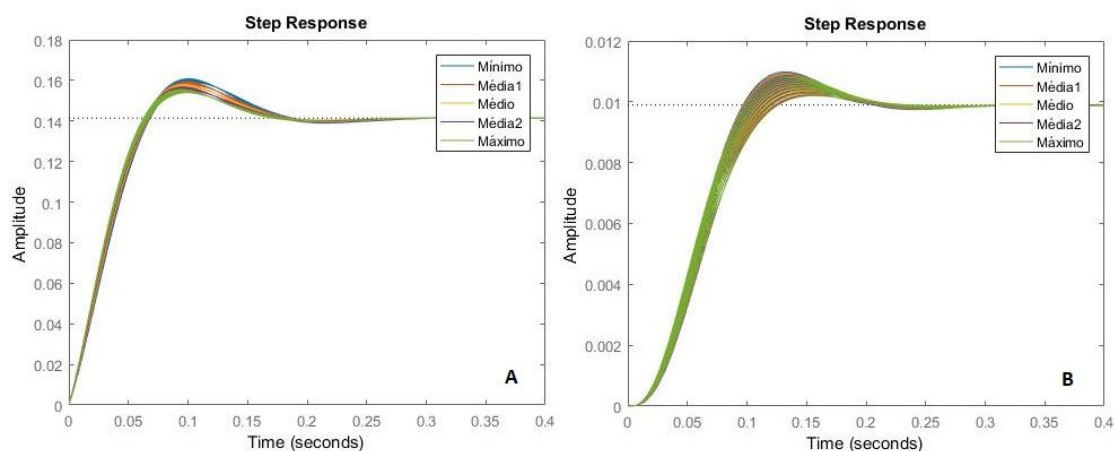 Step Response
0.18
0.16
0.14
0.12
0.1
0.08
0.06
0.04
0.02
0
Amplitude
Mínimo
Média1
Médio
Média2
Máximo
A
0 0.05 0.1 0.15 0.2 0.25 0.3 0.35 0.4
Time (seconds)
Step Response
0.012
0.01
0.008
0.006
0.004
0.002
0
Amplitude
Mínimo
Média1
Médio
Média2
Máximo
B
0 0.05 0.1 0.15 0.2 0.25 0.3 0.35 0.4
Time (seconds)